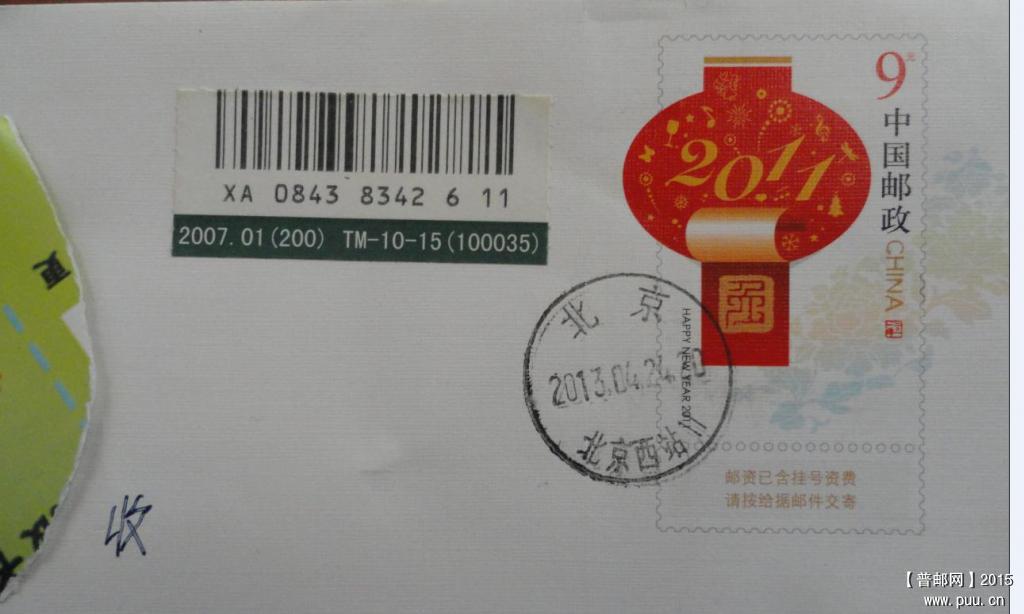 XA 0843 8342 6 11
2007.01(200) TM-10-15(100035)
2011
9元
中国邮政
CHINA
HAPPY NEW YEAR 2011
北京
2013.04.24.
北京西站
邮资已含挂号资费
请按给据邮件交寄
更
收
【普邮网】2015
www.puu.cn